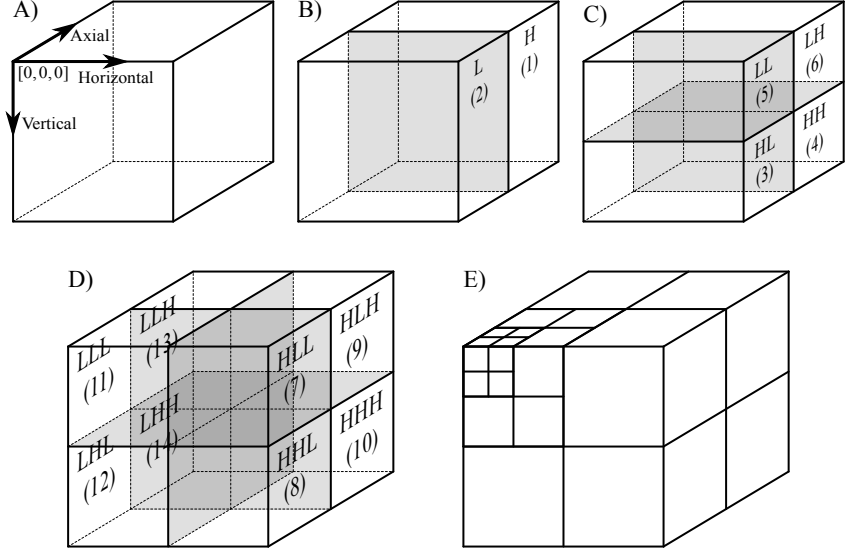 A)
Axial
[0, 0, 0]
Horizontal
Vertical
B)
L
(2)
H
(1)
C)
LL
(5)
LH
(6)
HL
(3)
HH
(4)
D)
LLL
(11)
LLH
(13)
HLL
(7)
HLH
(9)
LHL
(12)
LHH
(14)
HHL
(8)
HHH
(10)
E)